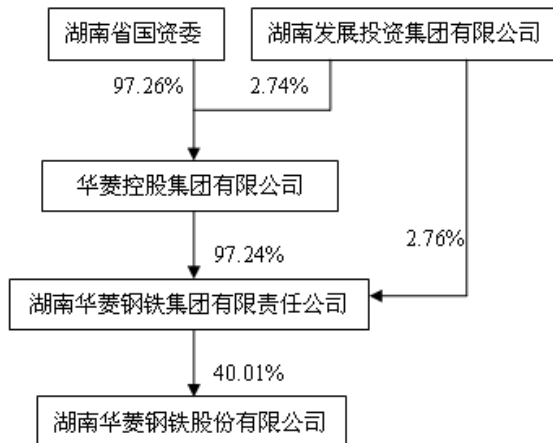 湖南省国资委
湖南发展投资集团有限公司
97.26%
2.74%
华菱控股集团有限公司
97.24%
2.76%
湖南华菱钢铁集团有限责任公司
40.01%
湖南华菱钢铁股份有限公司